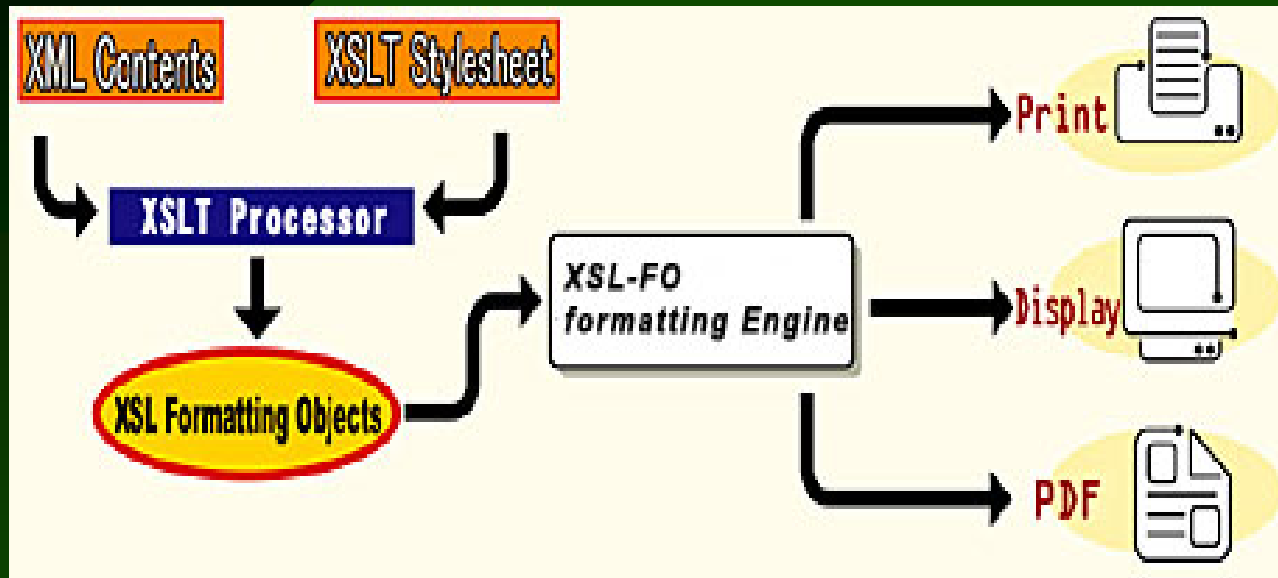 XML Contents
XSLT Stylesheet
XSLT Processor
XSL Formatting Objects
XSL-FO
formatting Engine
Print
Display
PDF